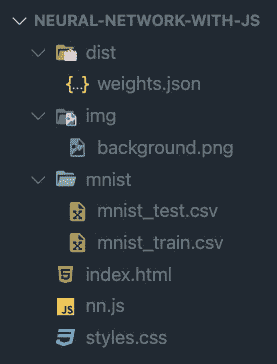 NEURAL-NETWORK-WITH-JS
dist
{...} weights.json
img
background.png
mnist
mnist_test.csv
mnist_train.csv
index.html
JS nn.js
styles.css